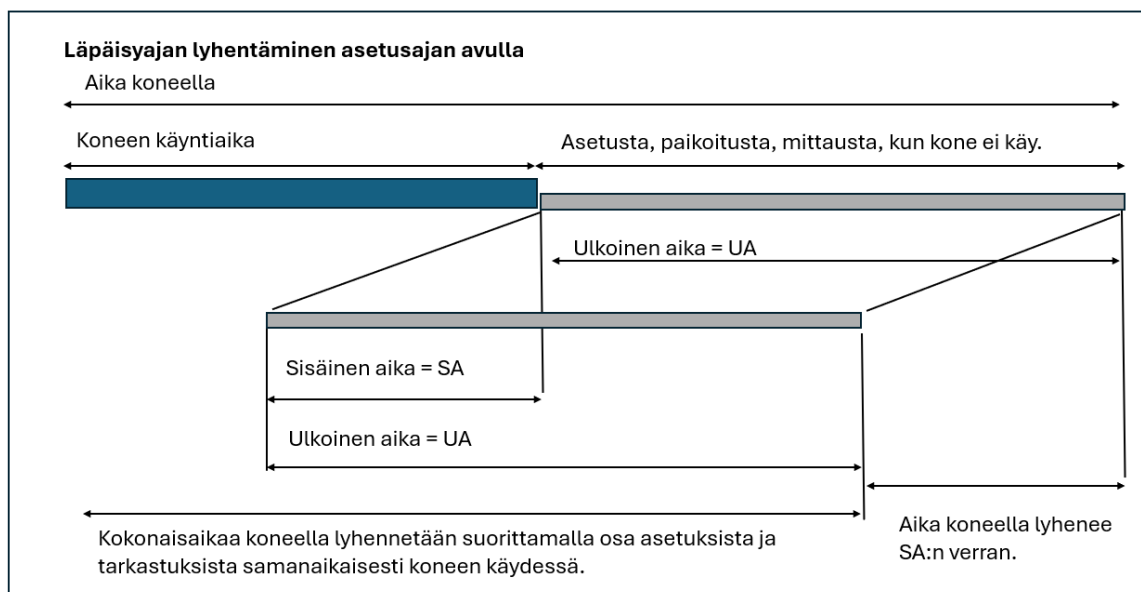 Läpäisyajan lyhentäminen asetusajan avulla
Aika koneella
Koneen käyntiaika
Asetusta, paikoitusta, mittausta, kun kone ei käy.
Ulkoinen aika = UA
Sisäinen aika = SA
Ulkoinen aika = UA
Kokonaisaikaa koneella lyhennetään suorittamalla osa asetuksista ja
tarkastuksista samanaikaisesti koneen käydessä.
Aika koneella lyhenee
SA:n verran.